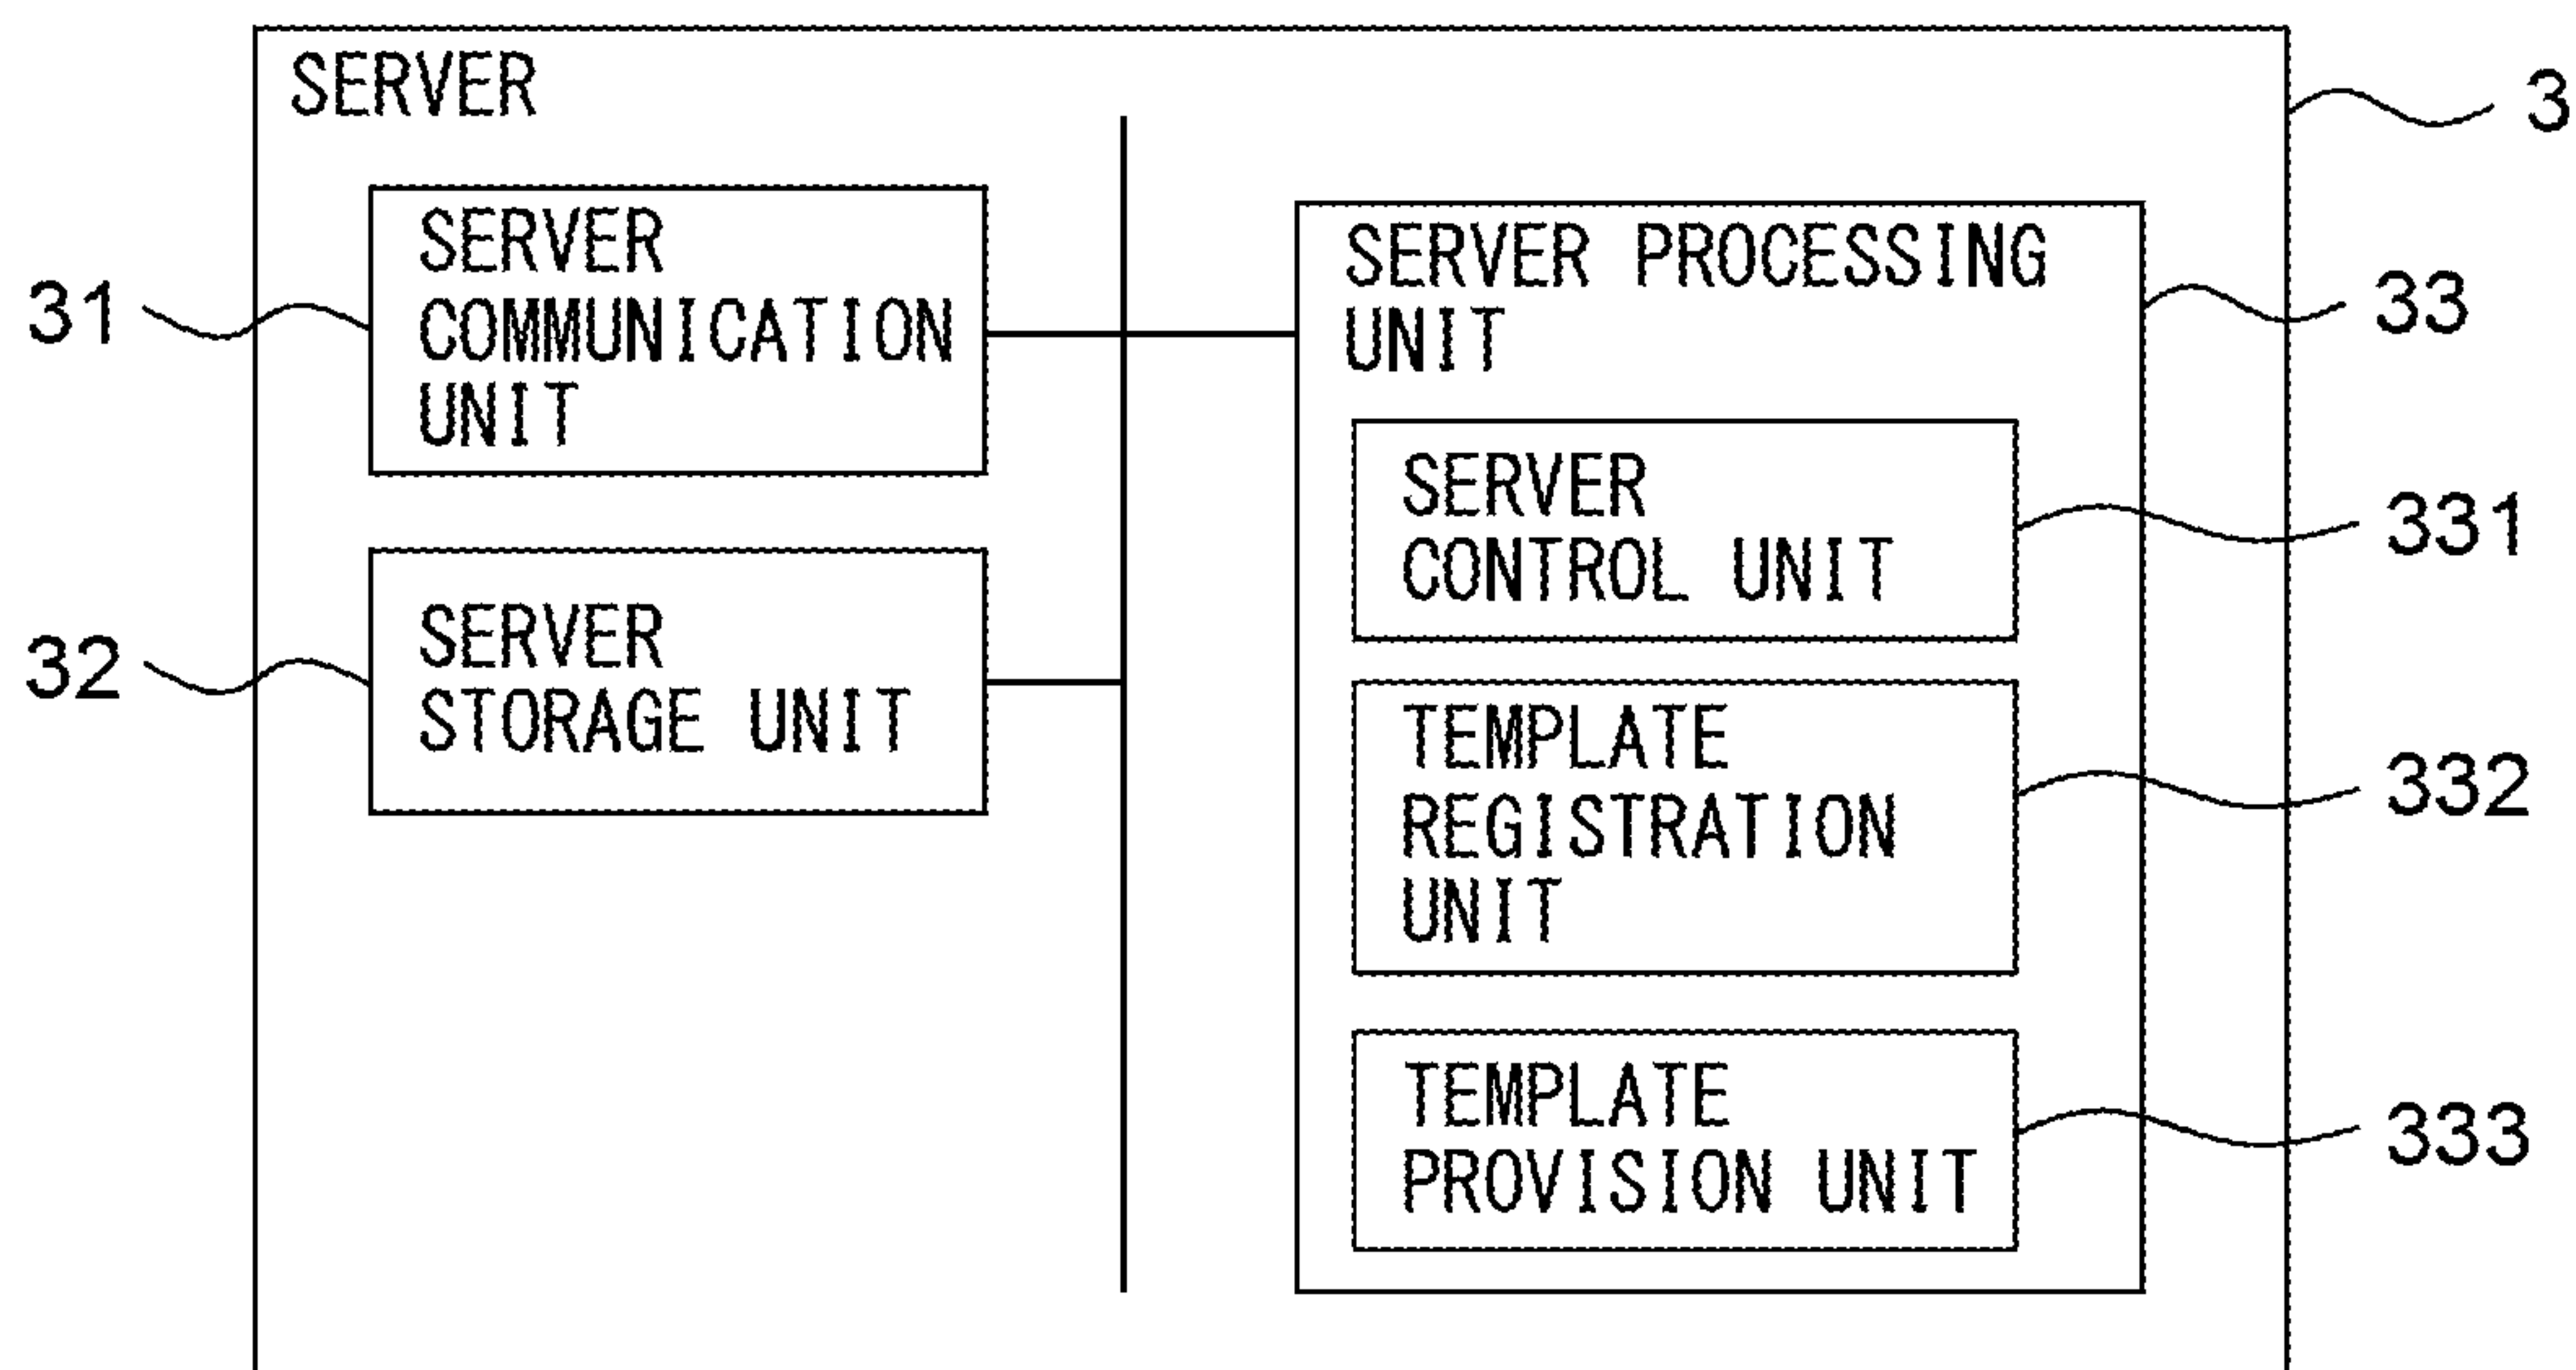 SERVER
3
SERVER
COMMUNICATION
UNIT
31
SERVER
STORAGE UNIT
32
SERVER PROCESSING
UNIT
33
SERVER
CONTROL UNIT
331
TEMPLATE
REGISTRATION
UNIT
332
TEMPLATE
PROVISION UNIT
333